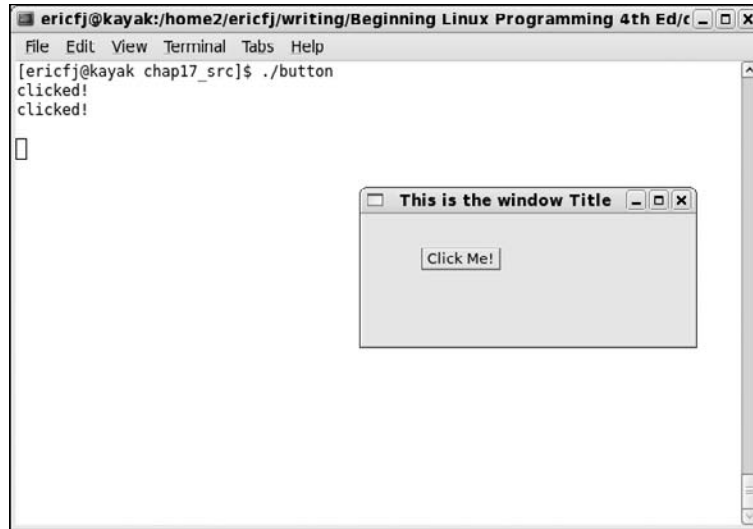 ericfj@kayak:/home2/ericfj/writing/Beginning Linux Programming 4th Ed/c
File Edit View Terminal Tabs Help
[ericfj@kayak chap17_src]$ ./button
clicked!
clicked!
This is the window Title
Click Me!